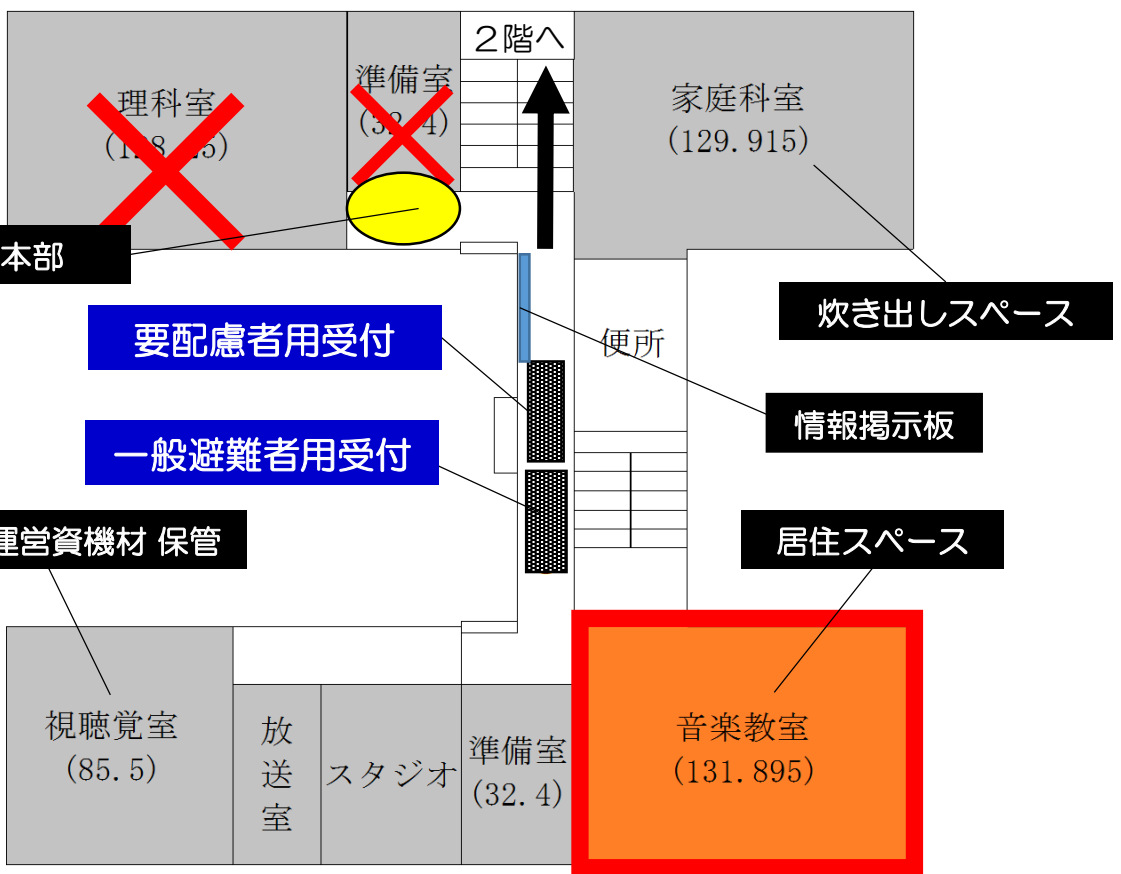 ２階へ
理科室
準備室
家庭科室
(129.915)
本部
要配慮者用受付
便所
炊き出しスペース
一般避難者用受付
情報掲示板
運営資機材 保管
居住スペース
視聴覚室
(85.5)
放送室
スタジオ
準備室
(32.4)
音楽教室
(131.895)